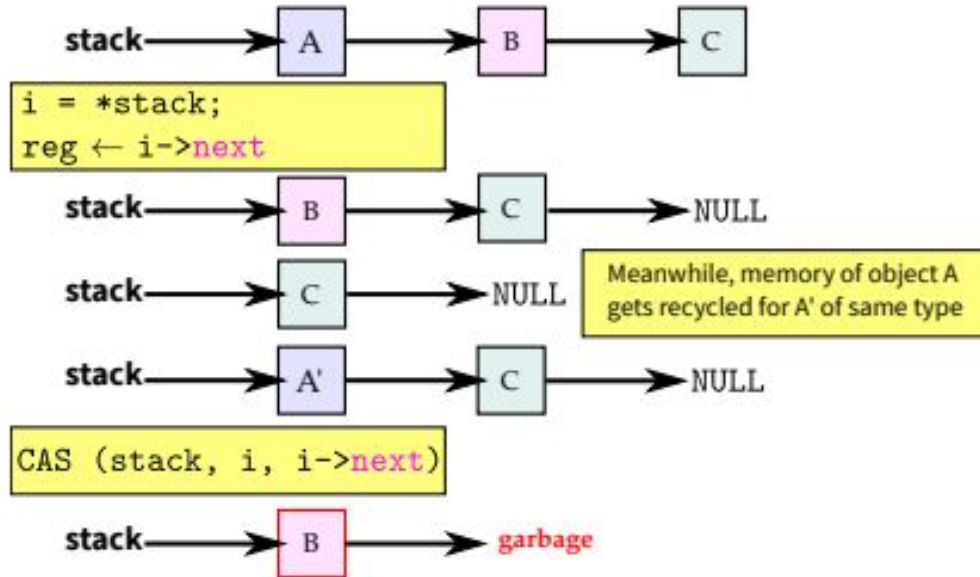 stack A B C
i = *stack;
reg ← i->next
stack B C NULL
stack C NULL
Meanwhile, memory of object A
gets recycled for A' of same type
stack A' C NULL
CAS (stack, i, i->next)
stack B garbage